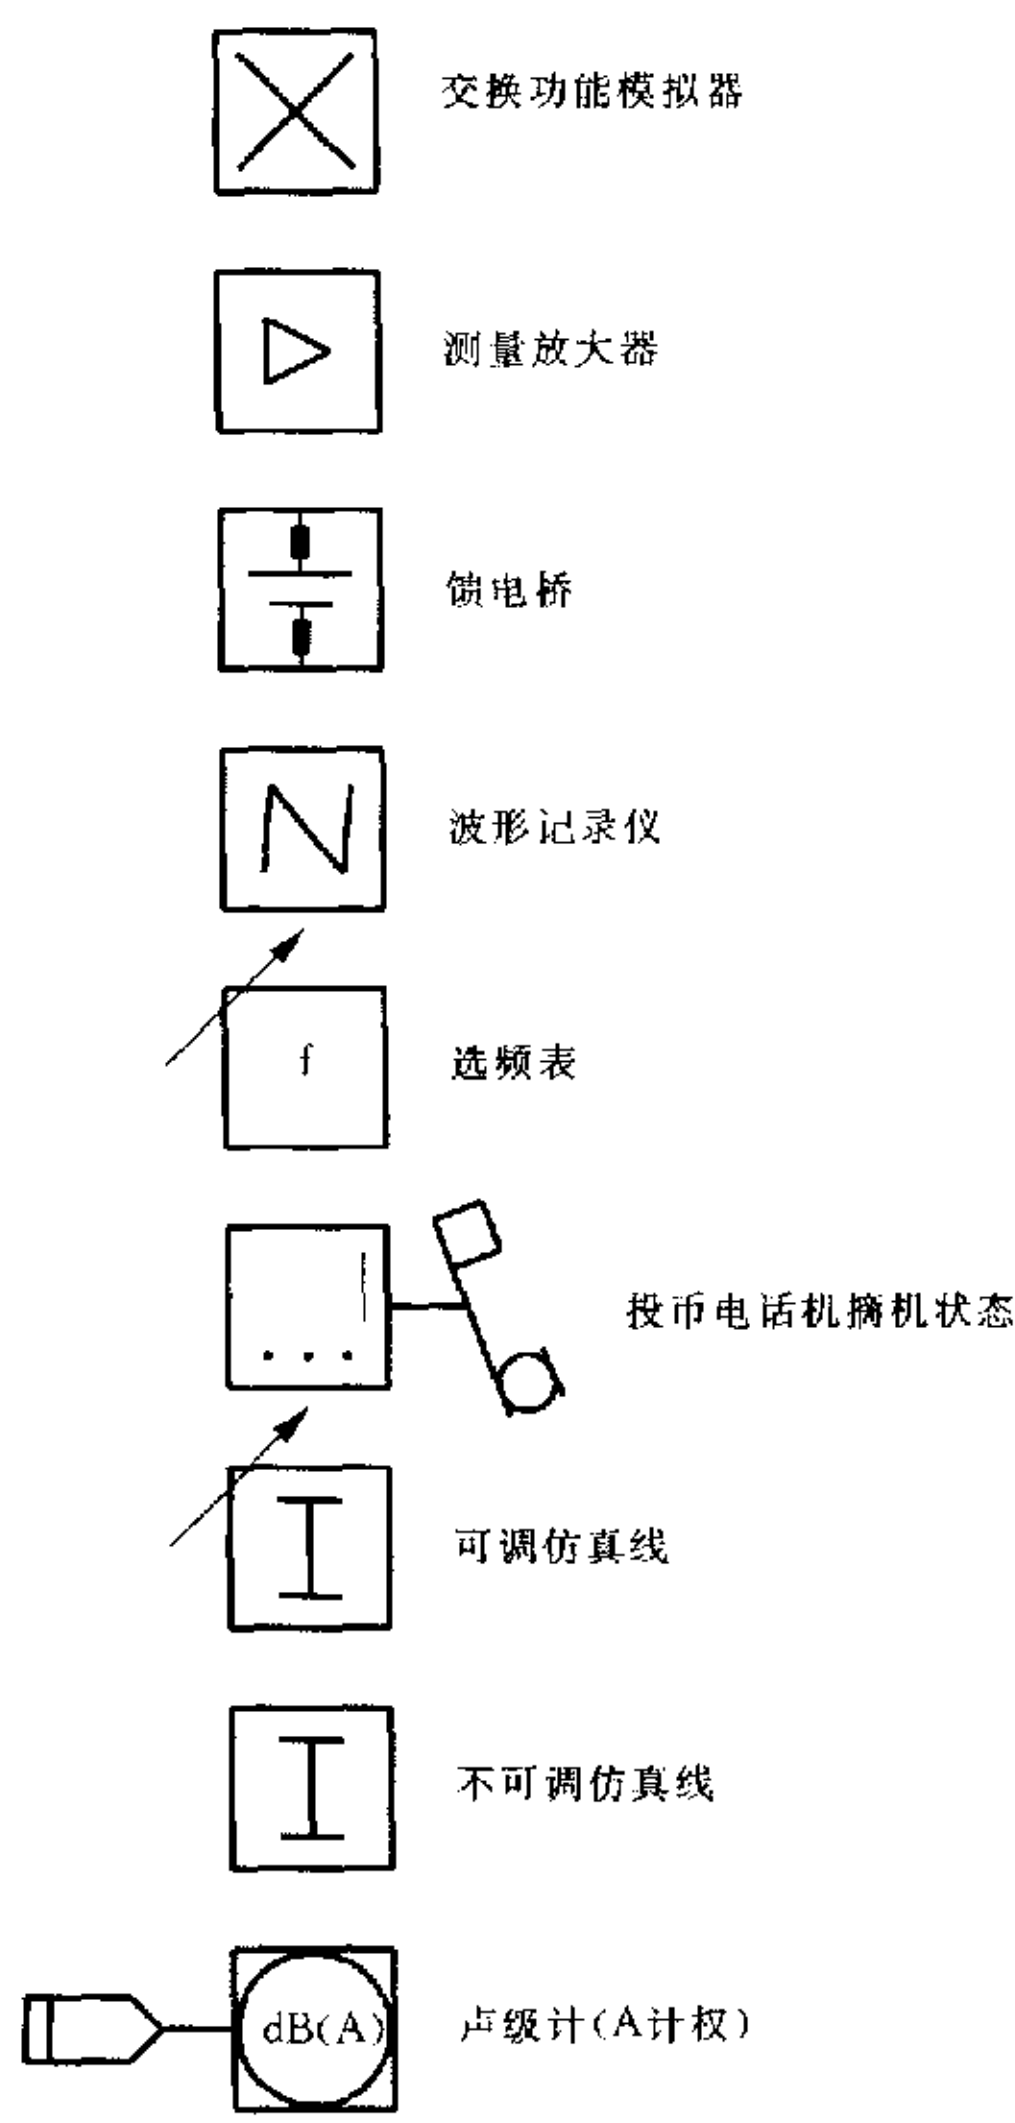 交换功能模拟器
测量放大器
馈电桥
波形记录仪
f
选频表
投币电话机摘机状态
可调仿真线
不可调仿真线
dB(A)
声级计(A计权)